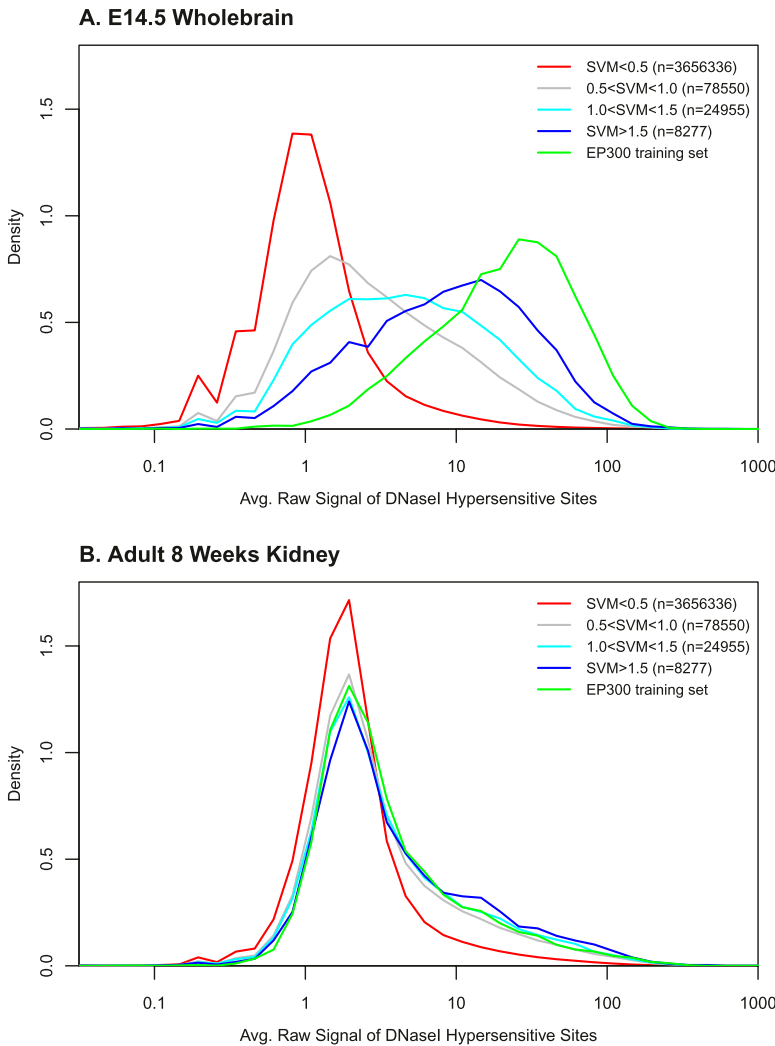 A. E14.5 Wholebrain
SVM<0.5 (n=3656336)
0.5<SVM<1.0 (n=78550)
1.0<SVM<1.5 (n=24955)
SVM>1.5 (n=8277)
EP300 training set
Density
1.5
1.0
0.5
0.0
0.1 1 10 100 1000
Avg. Raw Signal of DNaseI Hypersensitive Sites
B. Adult 8 Weeks Kidney
SVM<0.5 (n=3656336)
0.5<SVM<1.0 (n=78550)
1.0<SVM<1.5 (n=24955)
SVM>1.5 (n=8277)
EP300 training set
Density
1.5
1.0
0.5
0.0
0.1 1 10 100 1000
Avg. Raw Signal of DNaseI Hypersensitive Sites